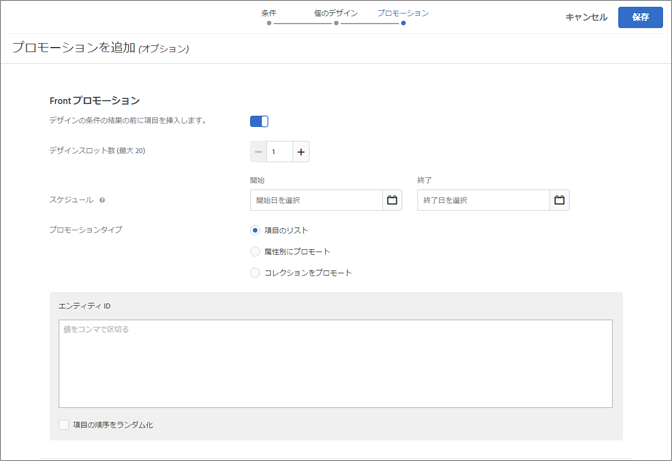 条件 個のデザイン プロモーション キャンセル 保存
プロモーションを追加 (オプション)
Front プロモーション
デザインの条件の結果の前に項目を挿入します。
デザインスロット数 (最大 20) 1
開始 終了
スケジュール 開始日を選択 終了日を選択
プロモーションタイプ 項目のリスト
属性別にプロモート
コレクションをプロモート
エンティティ ID
値をコンマで区切る
項目の順序をランダム化